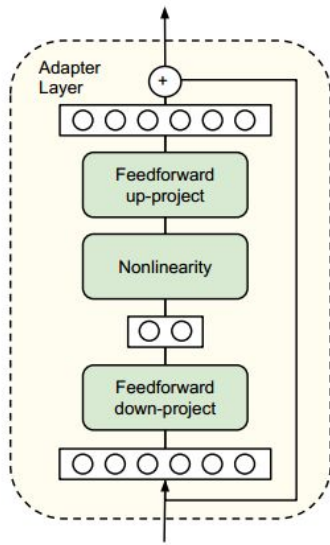 Adapter
Layer
+
Feedforward
up-project
Nonlinearity
Feedforward
down-project